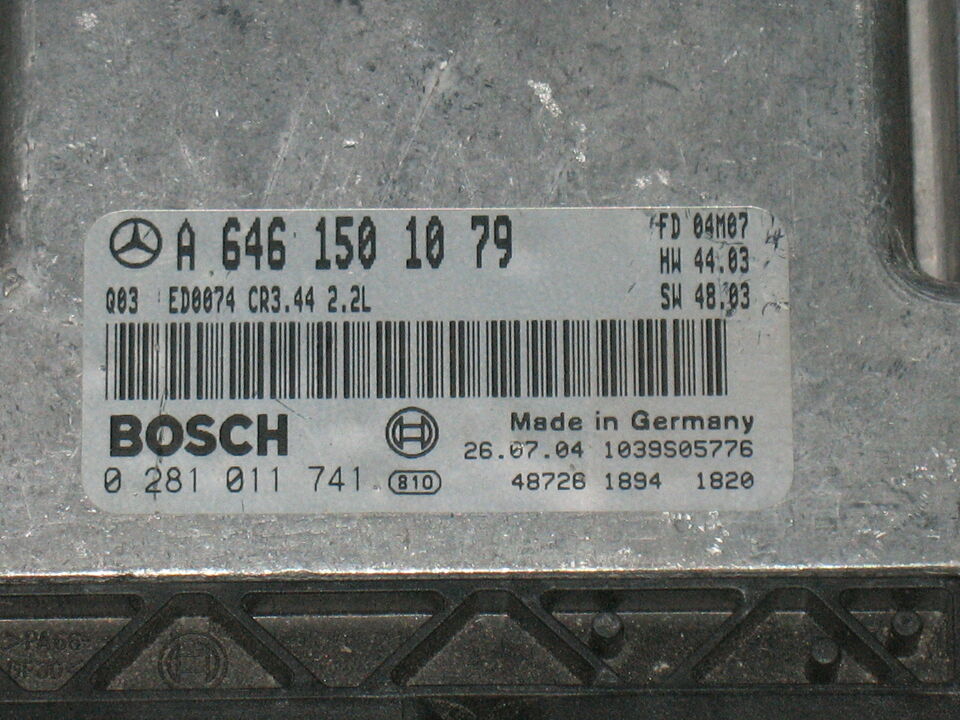 A 646 150 10 79
FD 04M07
HW 44.03
Q03 ED0074 CR3.44 2.2L
SW 48.03
BOSCH
Made in Germany
26.07.04 1039S05776
0 281 011 741 810
48726 1894 1820
>PA66